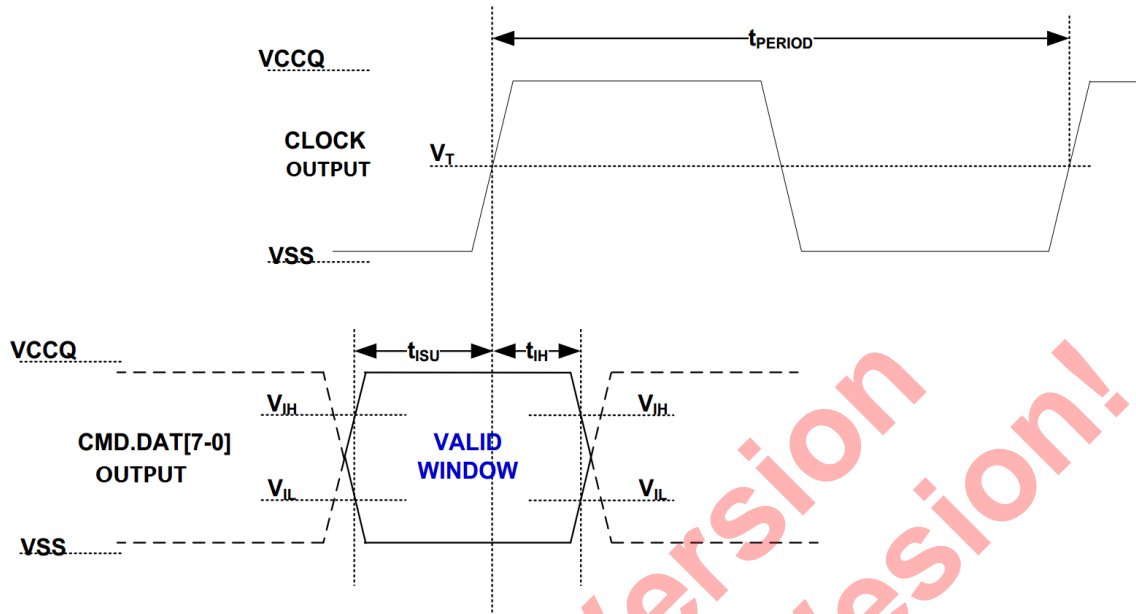 tPERIOD
VCCQ
CLOCK
OUTPUT
VT
VSS
VCCQ
tISU
tIH
VIH
VIH
CMD.DAT[7-0]
OUTPUT
VALID
WINDOW
VIL
VIL
VSS
ersion
esion!